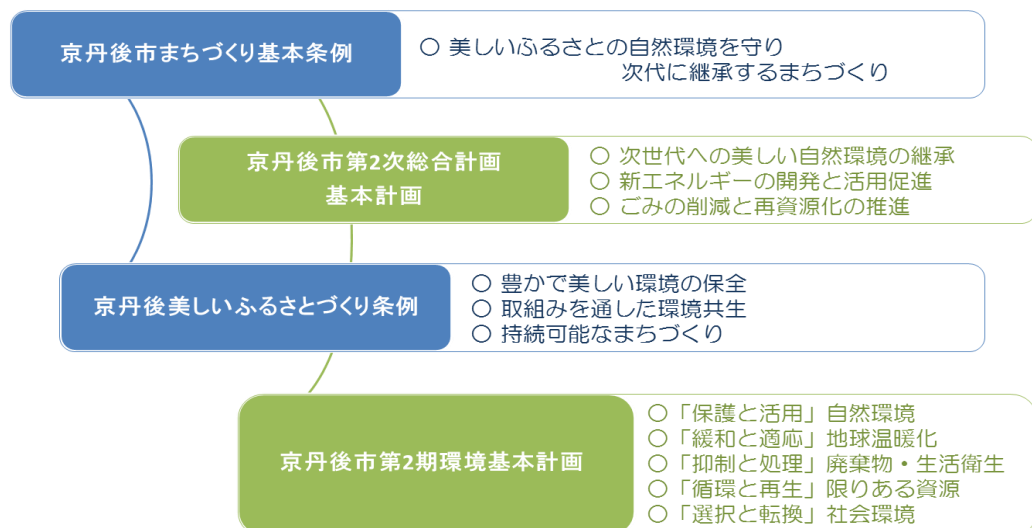 京丹後市まちづくり基本条例
○ 美しいふるさとの自然環境を守り
次代に継承するまちづくり
京丹後市第2次総合計画
基本計画
○ 次世代への美しい自然環境の継承
○ 新エネルギーの開発と活用促進
○ ごみの削減と再資源化の推進
京丹後美しいふるさとづくり条例
○ 豊かで美しい環境の保全
○ 取組みを通した環境共生
○ 持続可能なまちづくり
京丹後市第2期環境基本計画
○「保護と活用」自然環境
○「緩和と適応」地球温暖化
○「抑制と処理」廃棄物・生活衛生
○「循環と再生」限りある資源
○「選択と転換」社会環境